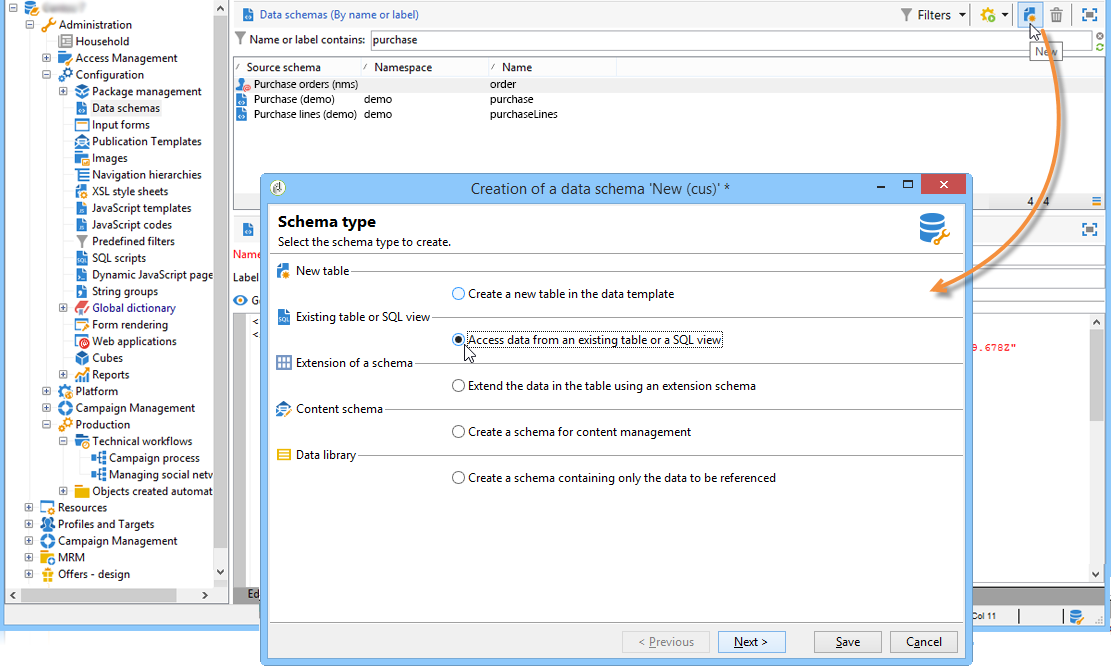 Administration
Household
Access Management
Configuration
Package management
Data schemas
Input forms
Publication Templates
Images
Navigation hierarchies
XSL style sheets
JavaScript templates
JavaScript codes
Predefined filters
SQL scripts
Dynamic JavaScript page
String groups
Global dictionary
Form rendering
Web applications
Cubes
Reports
Platform
Campaign Management
Production
Technical workflows
Campaign process
Managing social netw
Objects created automat
Resources
Profiles and Targets
Campaign Management
MRM
Offers - design
Data schemas (By name or label)
Filters
New
Name or label contains: purchase
Source schema Namespace Name
Purchase orders (nms) order
Purchase (demo) demo purchase
Purchase lines (demo) demo purchaseLines
4 4
Name
Label
G
<
<
9.678Z"
Ed
Col 11
Creation of a data schema 'New (cus)' *
Schema type
Select the schema type to create.
New table
Create a new table in the data template
Existing table or SQL view
Access data from an existing table or a SQL view
Extension of a schema
Extend the data in the table using an extension schema
Content schema
Create a schema for content management
Data library
Create a schema containing only the data to be referenced
< Previous Next > Save Cancel